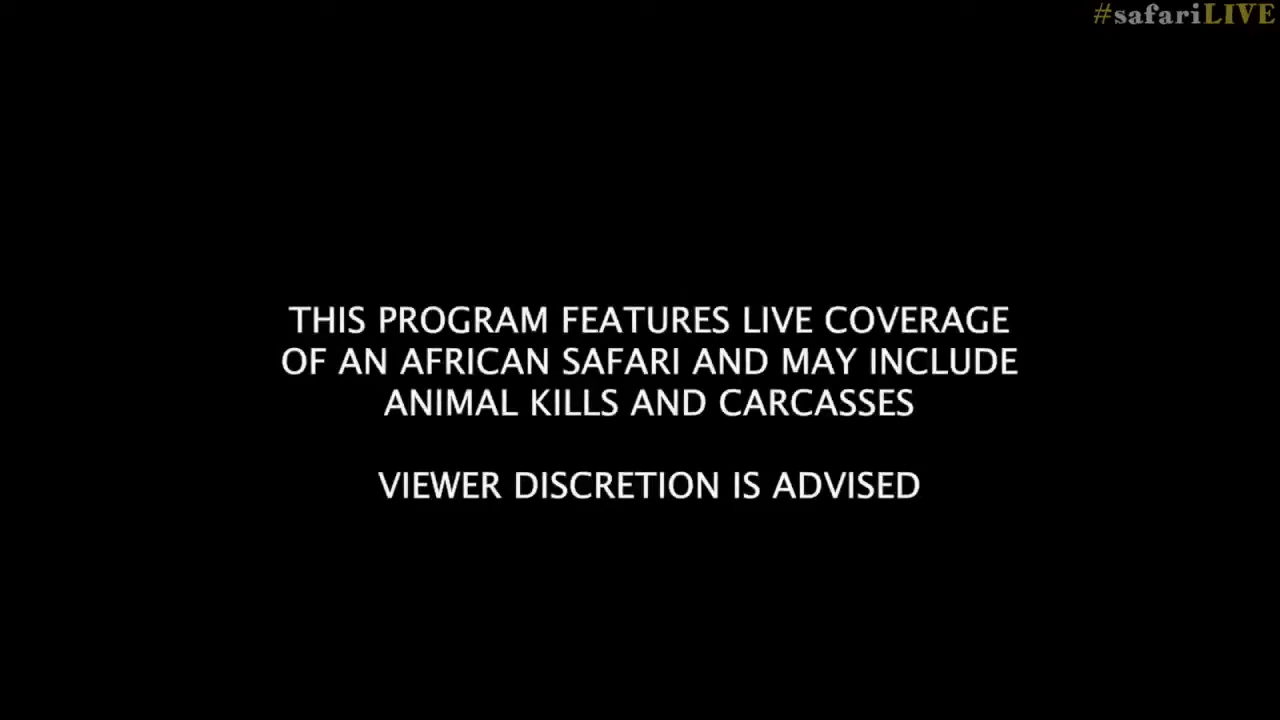 #safariLIVE
THIS PROGRAM FEATURES LIVE COVERAGE
OF AN AFRICAN SAFARI AND MAY INCLUDE
ANIMAL KILLS AND CARCASSES
VIEWER DISCRETION IS ADVISED